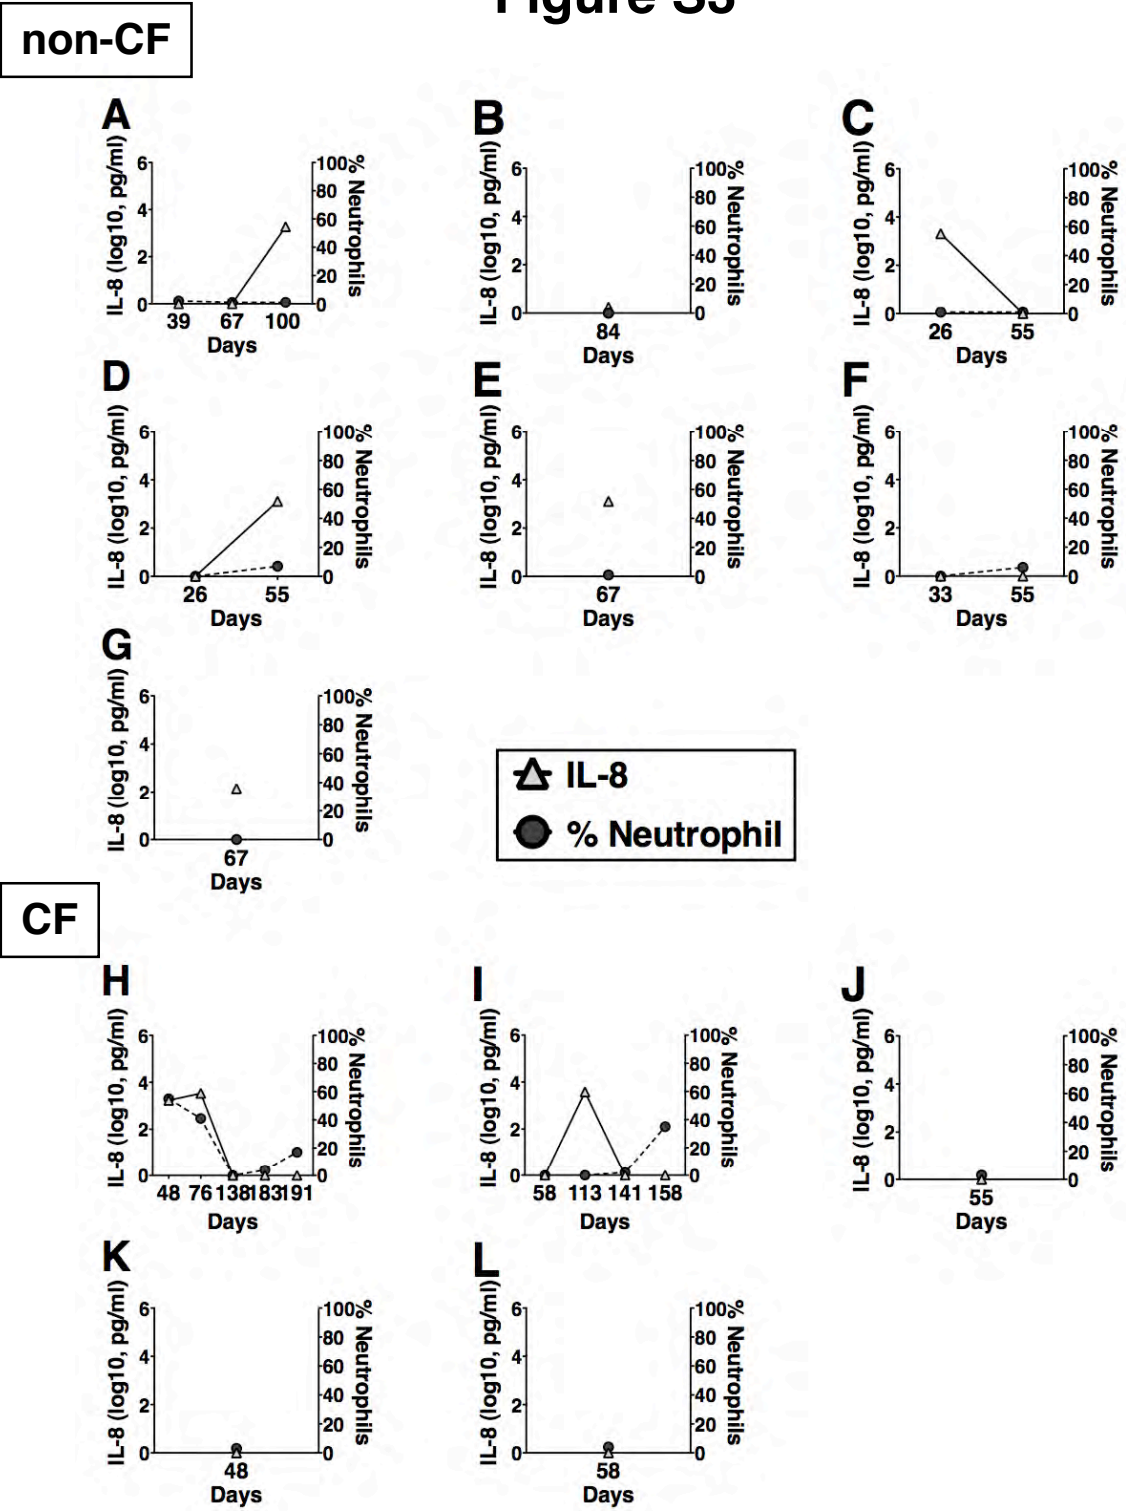 Figure S3
non-CF
A
IL-8 (log10, pg/ml)
6
4
2
0
100
80
60
40
20
0
% Neutrophils
39 67 100
Days
B
IL-8 (log10, pg/ml)
6
4
2
0
100
80
60
40
20
0
% Neutrophils
84
Days
C
IL-8 (log10, pg/ml)
6
4
2
0
100
80
60
40
20
0
% Neutrophils
26 55
Days
D
IL-8 (log10, pg/ml)
6
4
2
0
100
80
60
40
20
0
% Neutrophils
26 55
Days
E
IL-8 (log10, pg/ml)
6
4
2
0
100
80
60
40
20
0
% Neutrophils
67
Days
F
IL-8 (log10, pg/ml)
6
4
2
0
100
80
60
40
20
0
% Neutrophils
33 55
Days
G
IL-8 (log10, pg/ml)
6
4
2
0
100
80
60
40
20
0
% Neutrophils
67
Days
IL-8
% Neutrophil
CF
H
IL-8 (log10, pg/ml)
6
4
2
0
100
80
60
40
20
0
% Neutrophils
48 76 138 183 191
Days
I
IL-8 (log10, pg/ml)
6
4
2
0
100
80
60
40
20
0
% Neutrophils
58 113 141 158
Days
J
IL-8 (log10, pg/ml)
6
4
2
0
100
80
60
40
20
0
% Neutrophils
55
Days
K
IL-8 (log10, pg/ml)
6
4
2
0
100
80
60
40
20
0
% Neutrophils
48
Days
L
IL-8 (log10, pg/ml)
6
4
2
0
100
80
60
40
20
0
% Neutrophils
58
Days